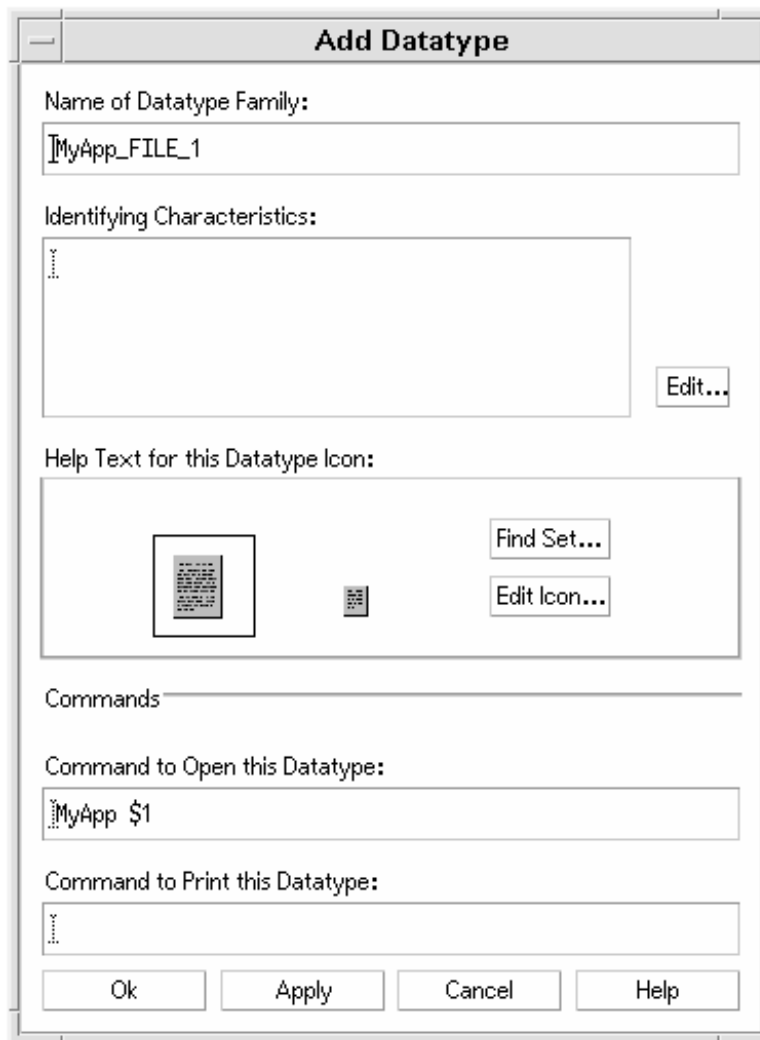 Add Datatype
Name of Datatype Family:
MyApp_FILE_1
Identifying Characteristics:
Edit...
Help Text for this Datatype Icon:
Find Set...
Edit Icon...
Commands
Command to Open this Datatype:
MyApp $1
Command to Print this Datatype:
Ok Apply Cancel Help